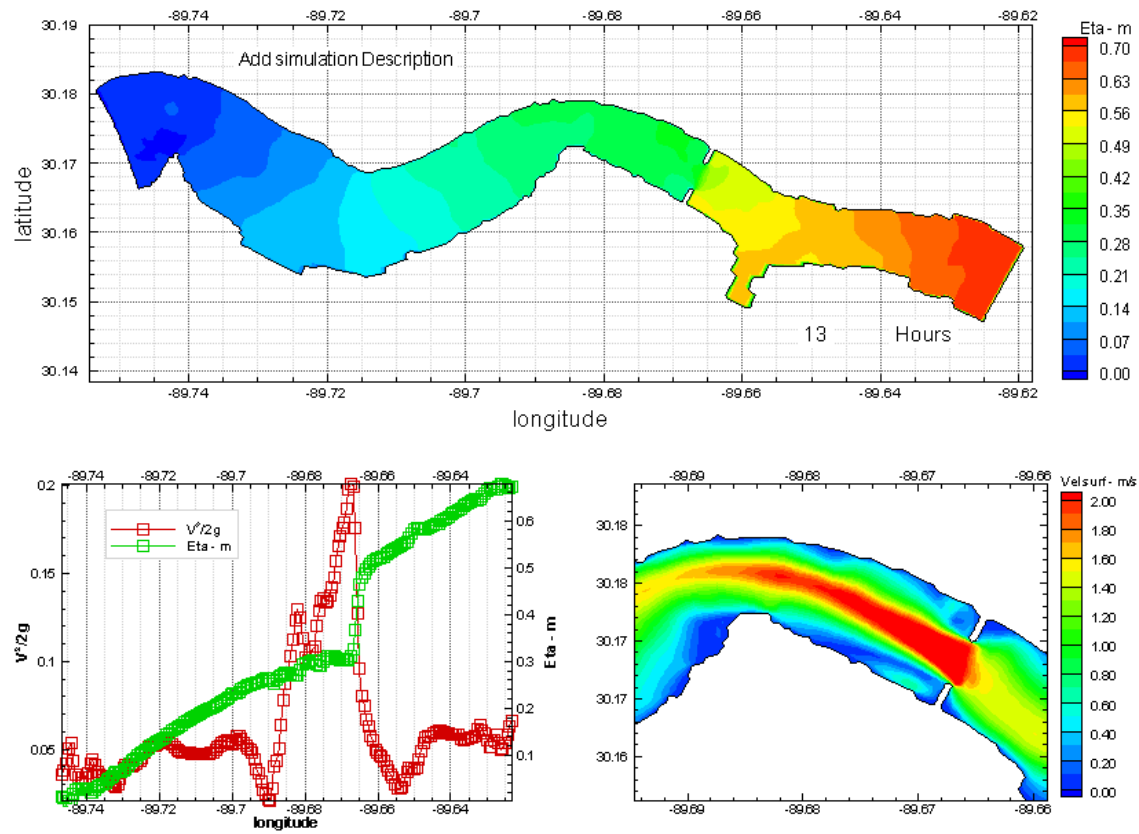 -89.74 -89.72 -89.7 -89.68 -89.66 -89.64 -89.62
30.19
30.18
30.17
30.16
30.15
30.14
latitude
Add simulation Description
13 Hours
-89.74 -89.72 -89.7 -89.68 -89.66 -89.64 -89.62
longitude
Eta - m
0.70
0.63
0.56
0.49
0.42
0.35
0.28
0.21
0.14
0.07
0.00
-89.74 -89.72 -89.7 -89.68 -89.66 -89.64
0.2
0.15
0.1
0.05
V²/2g
V²/2g
Eta - m
0.6
0.5
0.4
0.3
0.2
0.1
0
Eta - m
-89.74 -89.72 -89.7 -89.68 -89.66 -89.64
longitude
-89.69 -89.68 -89.67 -89.66
30.18
30.18
30.17
30.17
30.16
-89.69 -89.68 -89.67 -89.66
Velsurf - m/s
2.00
1.80
1.60
1.40
1.20
1.00
0.80
0.60
0.40
0.20
0.00